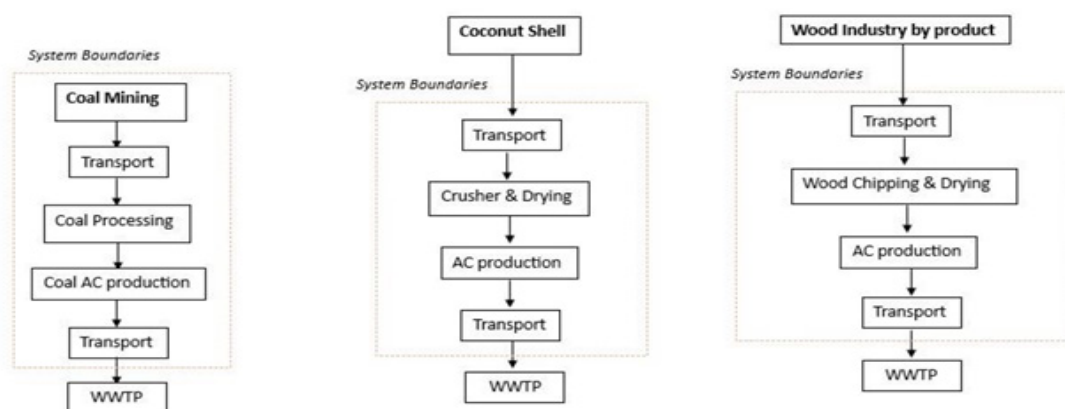 System Boundaries
Coal Mining
Transport
Coal Processing
Coal AC production
Transport
WWTP
Coconut Shell
System Boundaries
Transport
Crusher & Drying
AC production
Transport
WWTP
Wood Industry by product
System Boundaries
Transport
Wood Chipping & Drying
AC production
Transport
WWTP